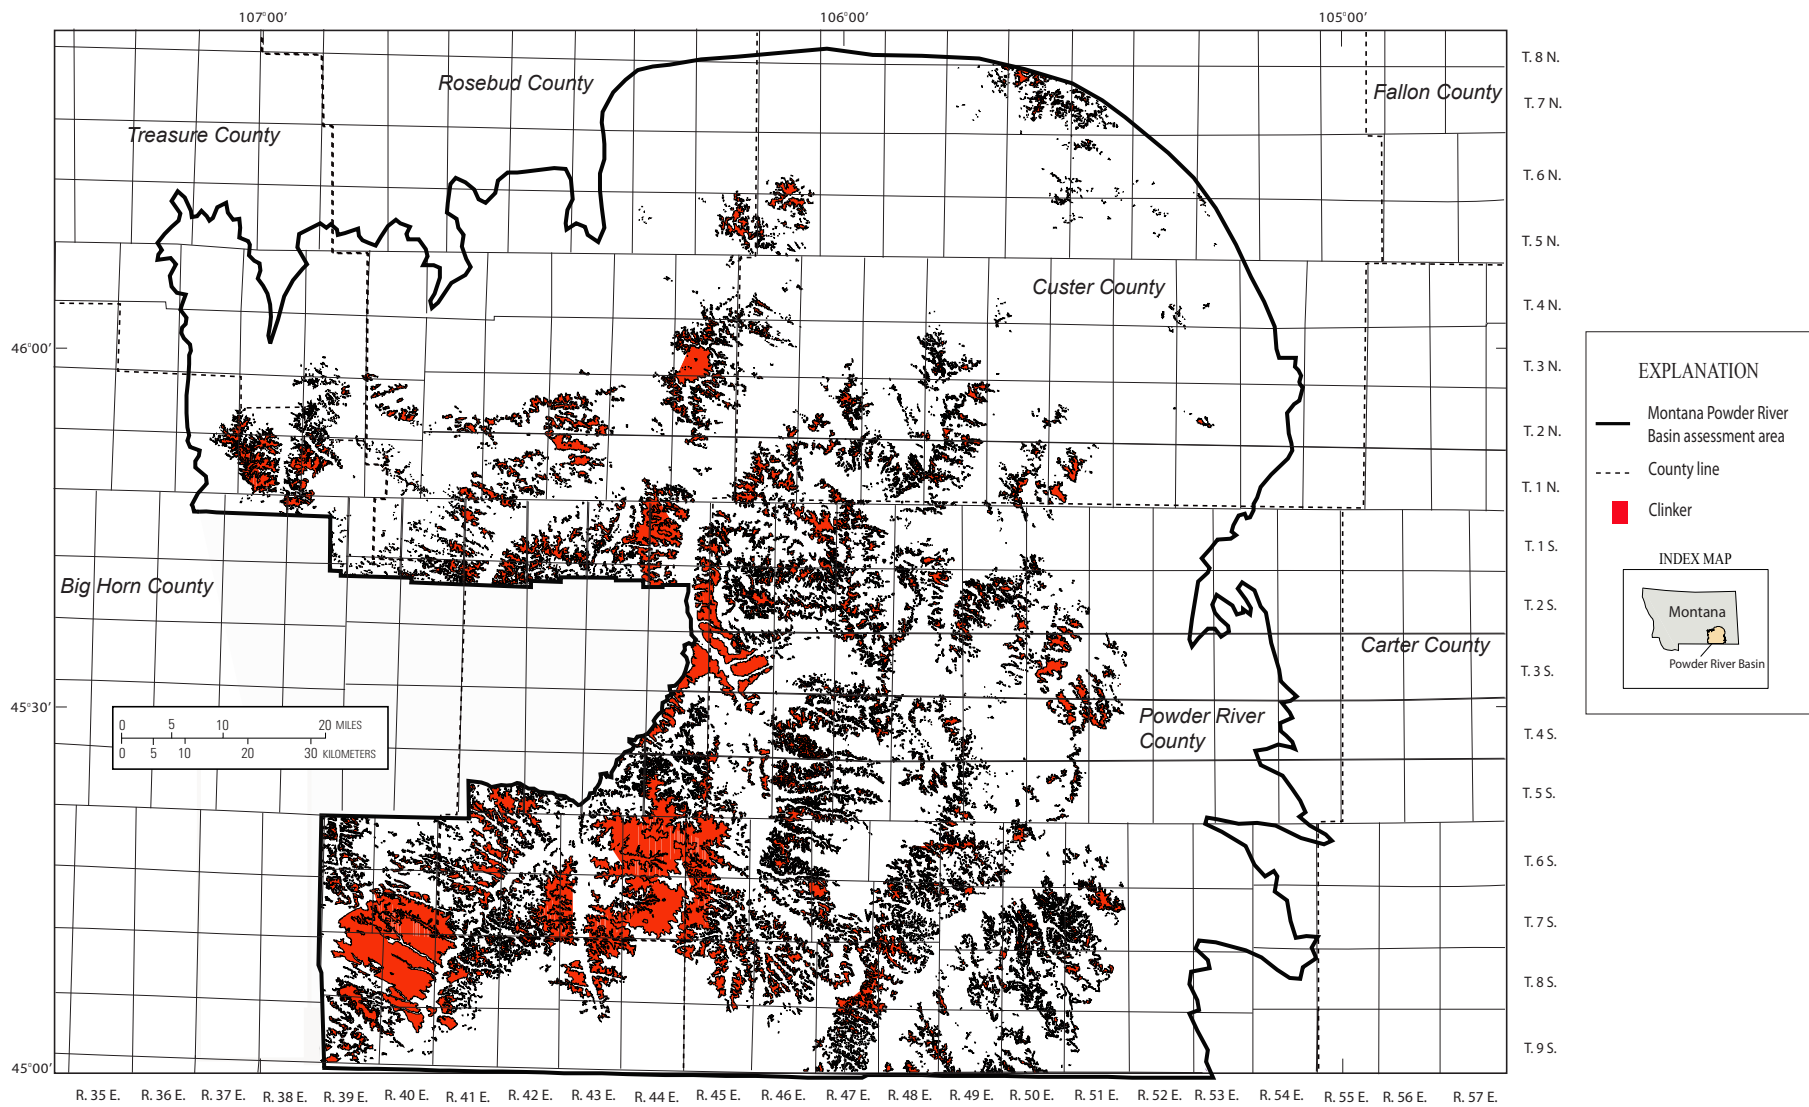 107°00′ 106°00′ 105°00′
T. 8 N.
Rosebud County
Fallon County
T. 7 N.
Treasure County
T. 6 N.
T. 5 N.
Custer County
T. 4 N.
46°00′
T. 3 N.
EXPLANATION
Montana Powder River
Basin assessment area
T. 2 N.
County line
T. 1 N.
Clinker
T. 1 S.
INDEX MAP
Big Horn County
Montana
T. 2 S.
Carter County
Powder River Basin
T. 3 S.
45°30′
Powder River
County
0 5 10 20 MILES
0 5 10 20 30 KILOMETERS
T. 4 S.
T. 5 S.
T. 6 S.
T. 7 S.
T. 8 S.
T. 9 S.
45°00′
R. 35 E. R. 36 E. R. 37 E. R. 38 E. R. 39 E. R. 40 E. R. 41 E. R. 42 E. R. 43 E. R. 44 E. R. 45 E. R. 46 E. R. 47 E. R. 48 E. R. 49 E. R. 50 E. R. 51 E. R. 52 E. R. 53 E. R. 54 E. R. 55 E. R. 56 E. R. 57 E.